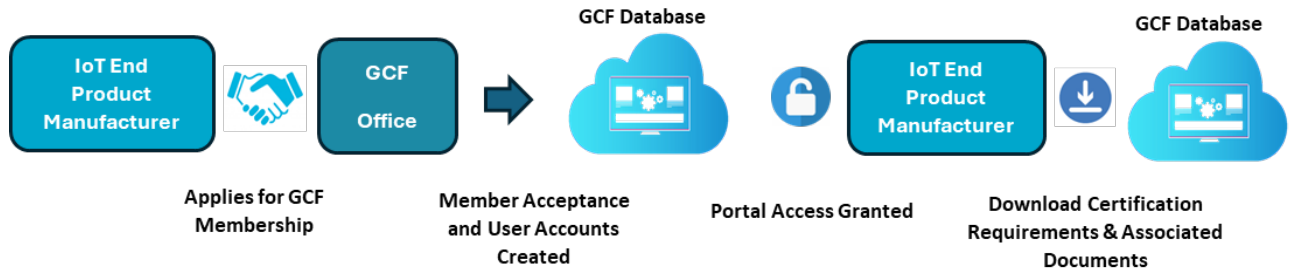 GCF Database
GCF Database
IoT End
Product
Manufacturer
GCF
Office
IoT End
Product
Manufacturer
Applies for GCF
Membership
Member Acceptance
and User Accounts
Created
Portal Access Granted
Download Certification
Requirements & Associated
Documents